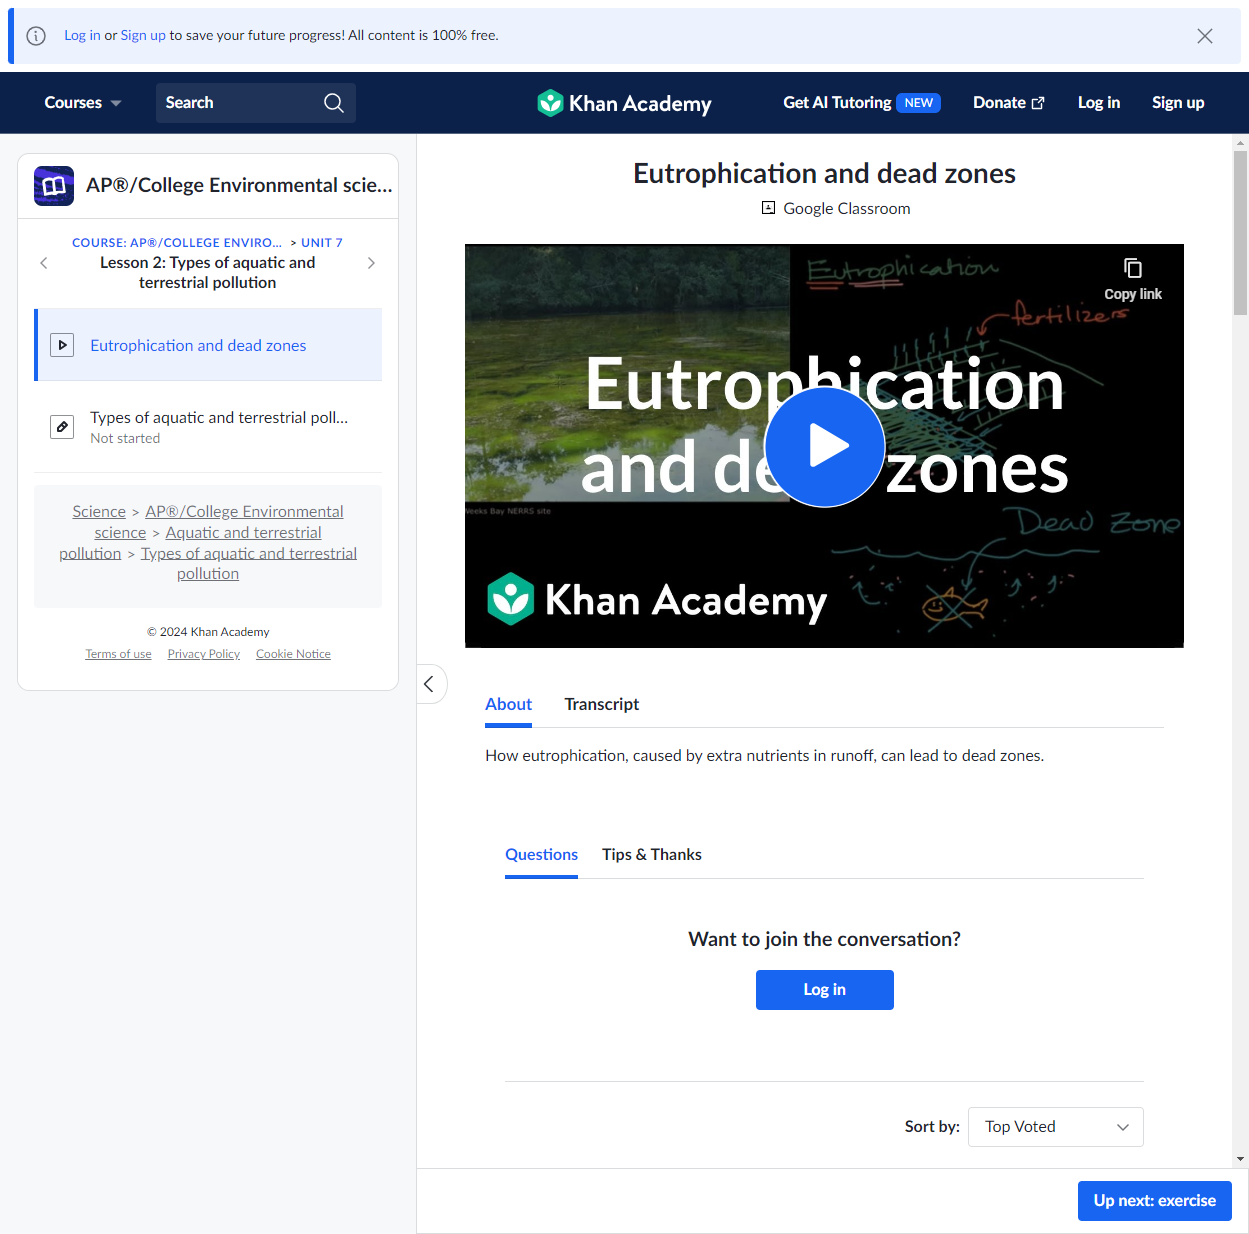 Log in or Sign up to save your future progress! All content is 100% free.
Courses
Search
Khan Academy
Get AI Tutoring NEW
Donate
Log in
Sign up
AP®/College Environmental scie...
COURSE: AP®/COLLEGE ENVIRO... > UNIT 7
Lesson 2: Types of aquatic and
terrestrial pollution
Eutrophication and dead zones
Types of aquatic and terrestrial poll...
Not started
Science > AP®/College Environmental
science > Aquatic and terrestrial
pollution > Types of aquatic and terrestrial
pollution
© 2024 Khan Academy
Terms of use Privacy Policy Cookie Notice
Eutrophication and dead zones
Google Classroom
Eutrophication
Copy link
fertilizers
Eutrophication
and de zones
Weeks Bay NERRS site
Dead Zone
Khan Academy
About Transcript
How eutrophication, caused by extra nutrients in runoff, can lead to dead zones.
Questions Tips & Thanks
Want to join the conversation?
Log in
Sort by: Top Voted
Up next: exercise